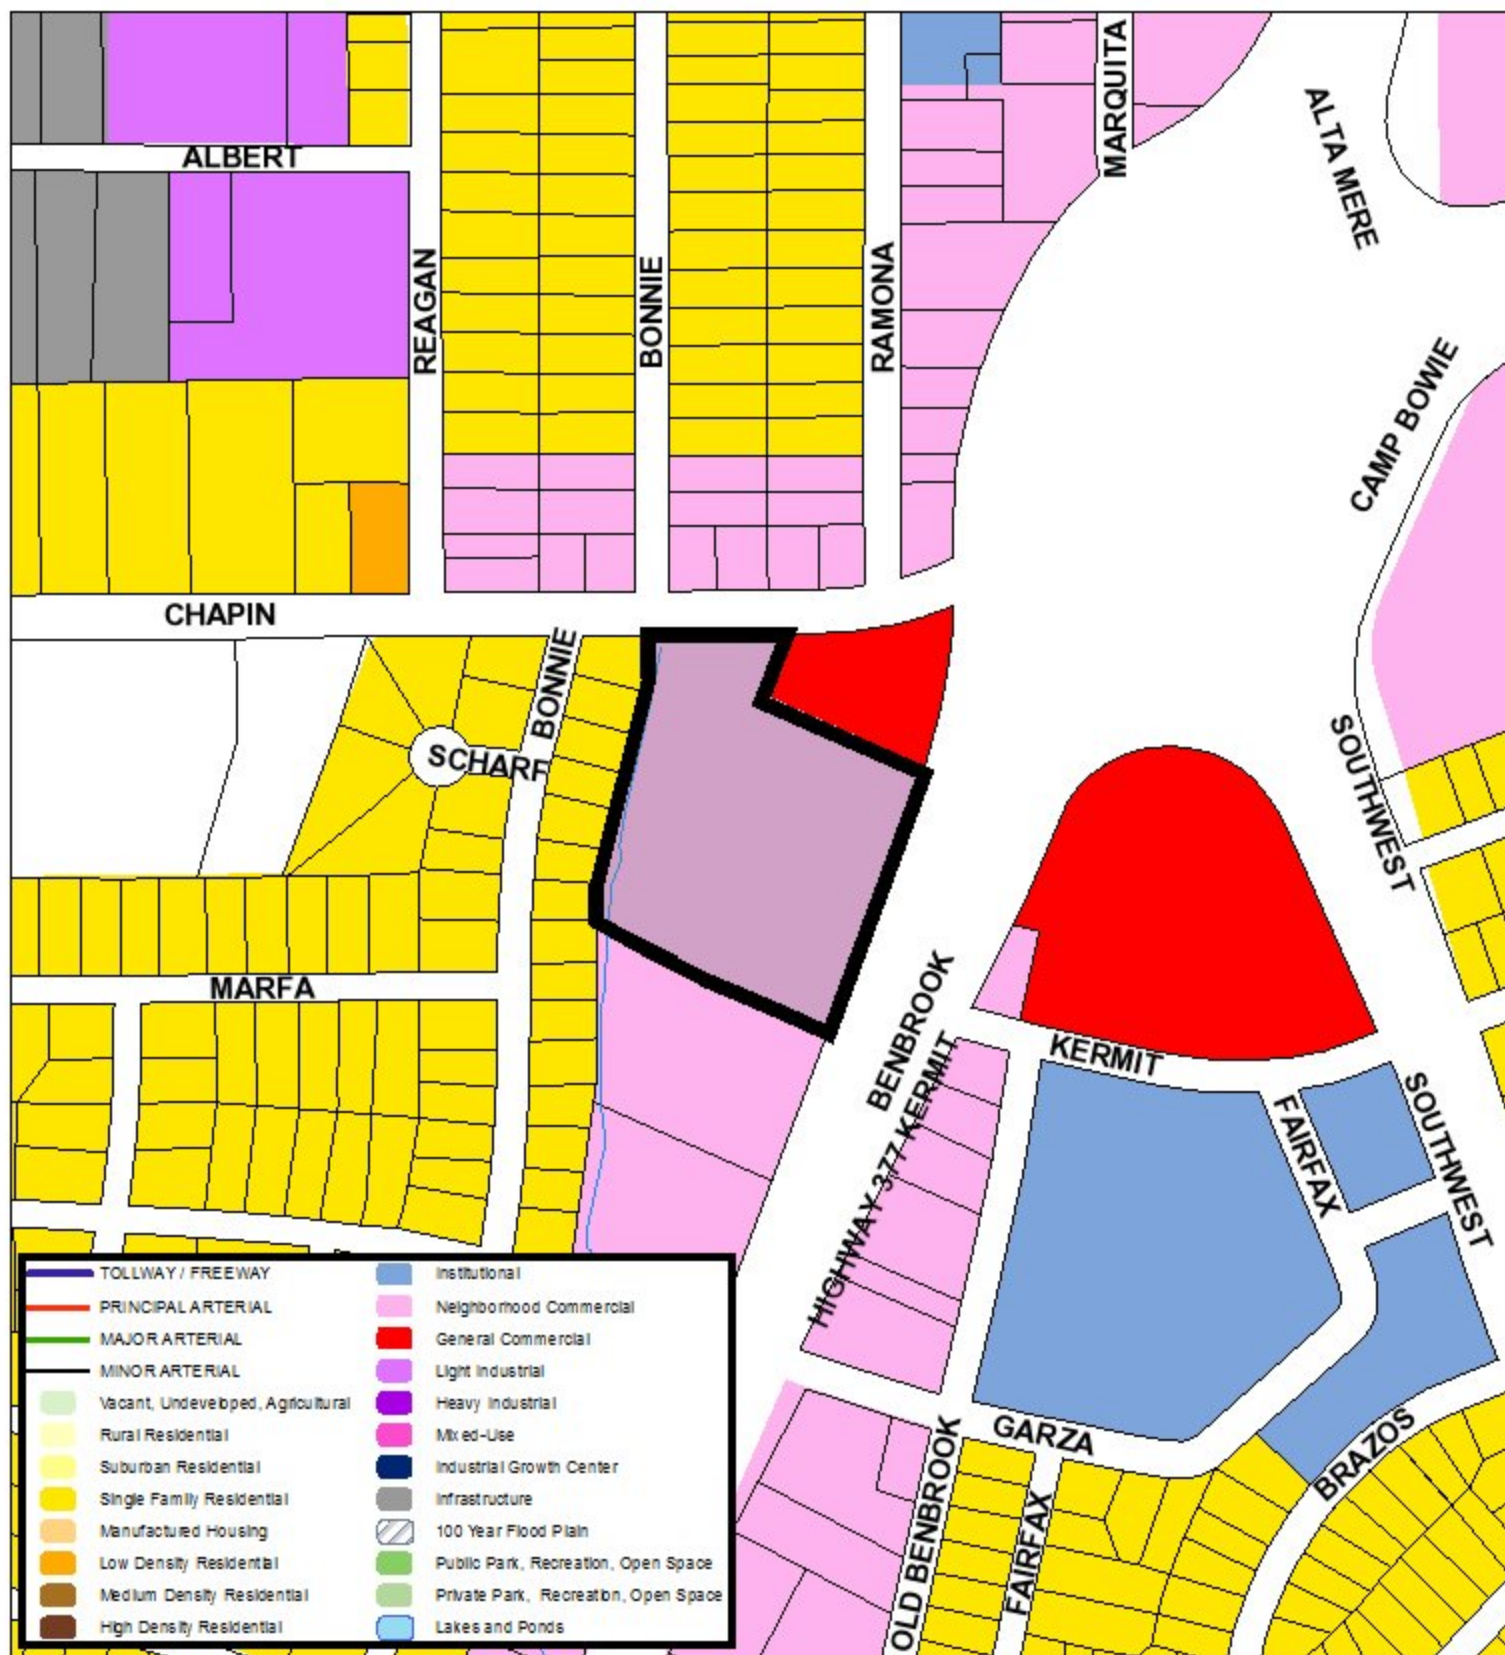 MARQUITA
ALTA MERE
ALBERT
REAGAN
BONNIE
RAMONA
CAMP BOWIE
CHAPIN
BONNIE
SCHARF
SOUTHWEST
MARFA
BENBROOK
HIGHWAY 377 KERMIT
KERMIT
FAIRFAX
SOUTHWEST
GARZA
BRAZOS
OLD BENBROOK
FAIRFAX
TOLLWAY / FREEWAY
PRINCIPAL ARTERIAL
MAJOR ARTERIAL
MINOR ARTERIAL
Vacant, Undeveloped, Agricultural
Rural Residential
Suburban Residential
Single Family Residential
Manufactured Housing
Low Density Residential
Medium Density Residential
High Density Residential
Institutional
Neighborhood Commercial
General Commercial
Light Industrial
Heavy Industrial
Mixed-Use
Industrial Growth Center
Infrastructure
100 Year Flood Plain
Public Park, Recreation, Open Space
Private Park, Recreation, Open Space
Lakes and Ponds